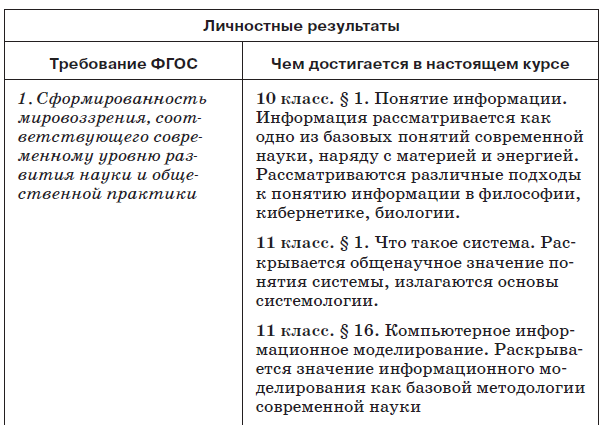 Личностные результаты
Требование ФГОС
Чем достигается в настоящем курсе
1. Сформированность
мировоззрения, соот-
ветствующего совре-
менному уровню раз-
вития науки и обще-
ственной практики
10 класс. § 1. Понятие информации.
Информация рассматривается как
одно из базовых понятий современной
науки, наряду с материей и энергией.
Рассматриваются различные подходы
к понятию информации в философии,
кибернетике, биологии.
11 класс. § 1. Что такое система. Рас-
крывается общенаучное значение по-
нятия системы, излагаются основы
системологии.
11 класс. § 16. Компьютерное инфор-
мационное моделирование. Раскрыва-
ется значение информационного мо-
делирования как базовой методологии
современной науки